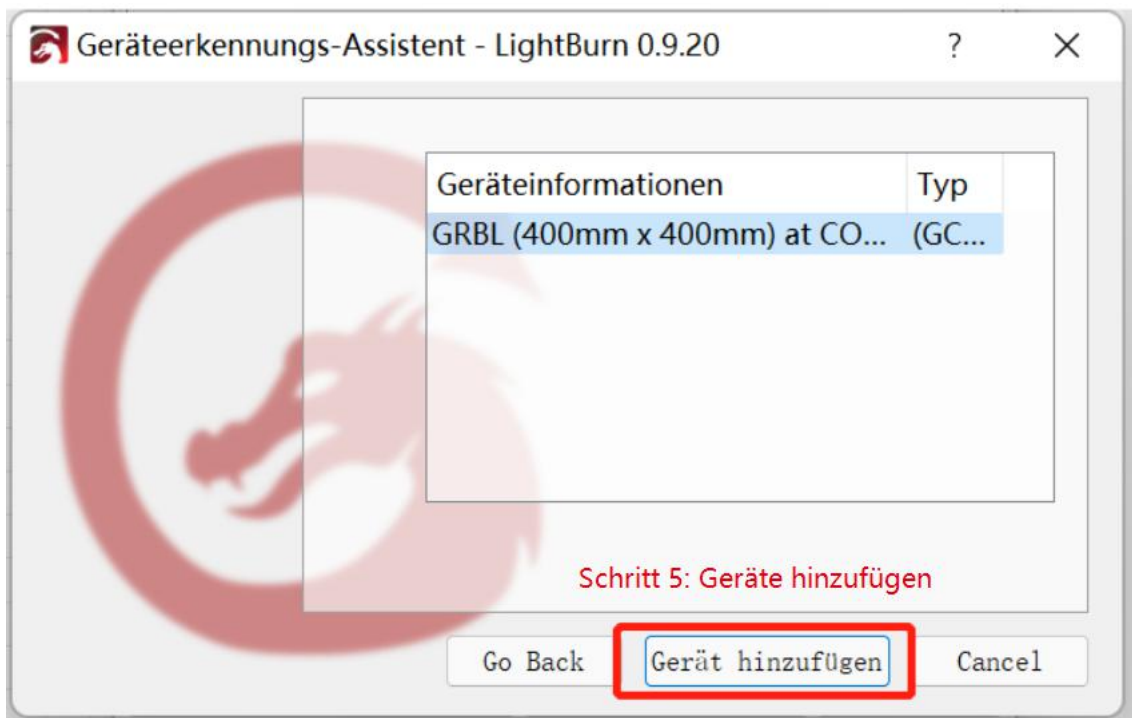 Geräteerkennungs-Assistent - LightBurn 0.9.20 ?
Geräteinformationen Typ
GRBL (400mm x 400mm) at CO... (GC...
Schritt 5: Geräte hinzufügen
Go Back Gerät hinzufügen Cancel